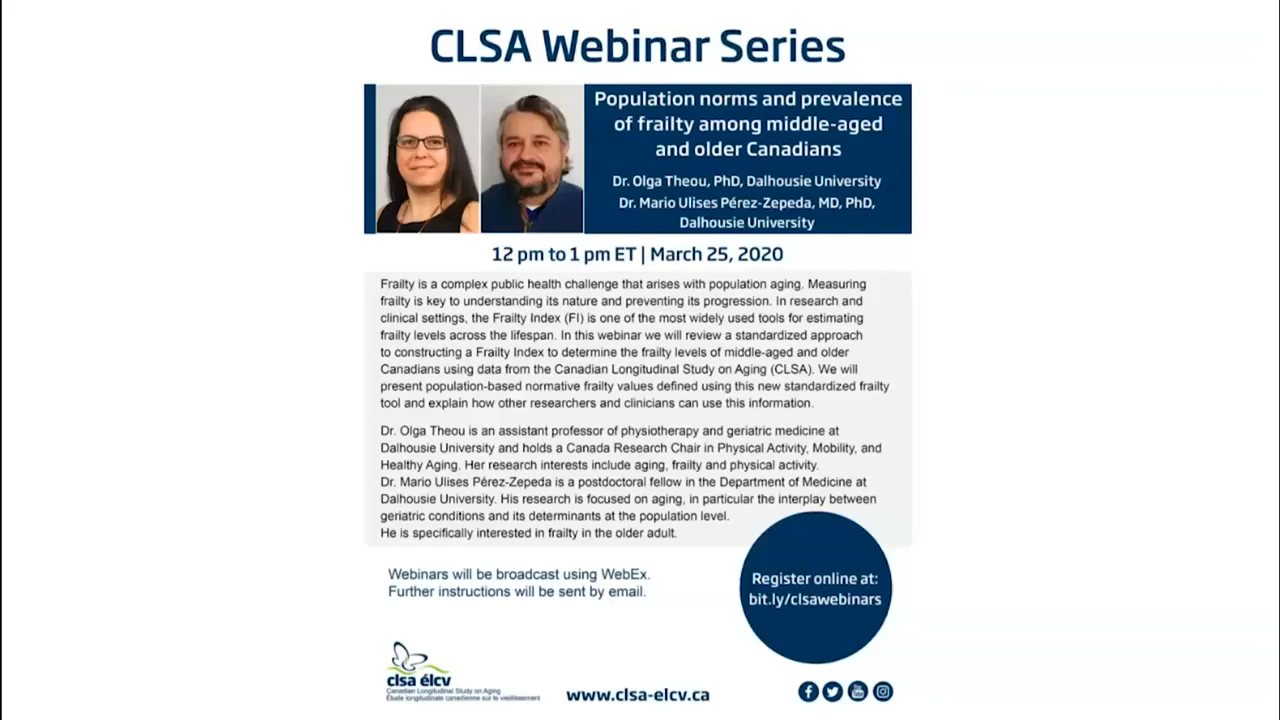 CLSA Webinar Series
Population norms and prevalence
of frailty among middle-aged
and older Canadians
Dr. Olga Theou, PhD, Dalhousie University
Dr. Mario Ulises Pérez-Zepeda, MD, PhD,
Dalhousie University
12 pm to 1 pm ET | March 25, 2020
Frailty is a complex public health challenge that arises with population aging. Measuring
frailty is key to understanding its nature and preventing its progression. In research and
clinical settings, the Frailty Index (FI) is one of the most widely used tools for estimating
frailty levels across the lifespan. In this webinar we will review a standardized approach
to constructing a Frailty Index to determine the frailty levels of middle-aged and older
Canadians using data from the Canadian Longitudinal Study on Aging (CLSA). We will
present population-based normative frailty values defined using this new standardized frailty
tool and explain how other researchers and clinicians can use this information.
Dr. Olga Theou is an assistant professor of physiotherapy and geriatric medicine at
Dalhousie University and holds a Canada Research Chair in Physical Activity, Mobility, and
Healthy Aging. Her research interests include aging, frailty and physical activity.
Dr. Mario Ulises Pérez-Zepeda is a postdoctoral fellow in the Department of Medicine at
Dalhousie University. His research is focused on aging, in particular the interplay between
geriatric conditions and its determinants at the population level.
He is specifically interested in frailty in the older adult.
Webinars will be broadcast using WebEx.
Further instructions will be sent by email.
Register online at:
bit.ly/clsawebinars
clsa élcv
Canadian Longitudinal Study on Aging
Étude longitudinale canadienne sur le vieillissement
www.clsa-elcv.ca